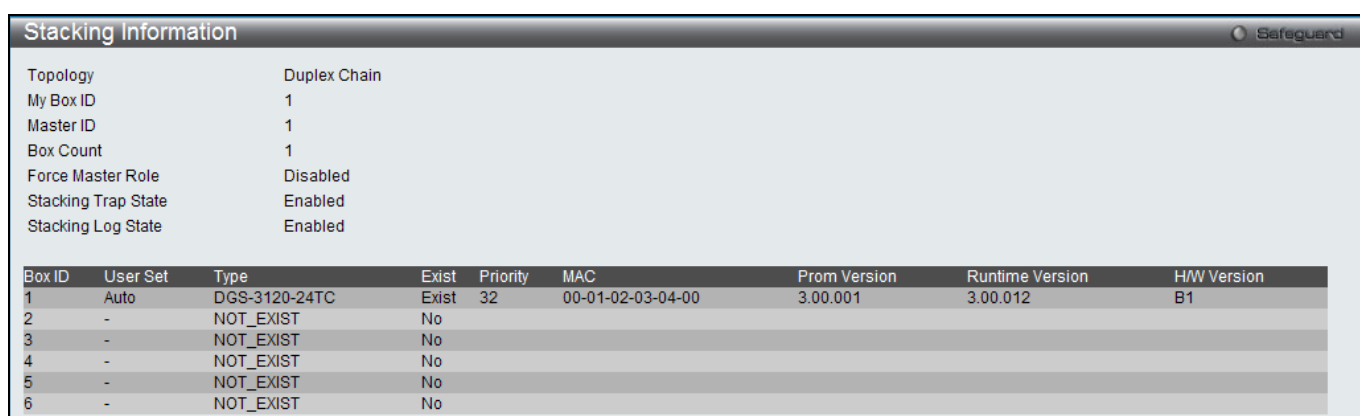 Stacking Information Safeguard
Topology Duplex Chain
My Box ID 1
Master ID 1
Box Count 1
Force Master Role Disabled
Stacking Trap State Enabled
Stacking Log State Enabled
Box ID User Set Type Exist Priority MAC Prom Version Runtime Version H/W Version
1 Auto DGS-3120-24TC Exist 32 00-01-02-03-04-00 3.00.001 3.00.012 B1
2 - NOT_EXIST No
3 - NOT_EXIST No
4 - NOT_EXIST No
5 - NOT_EXIST No
6 - NOT_EXIST No